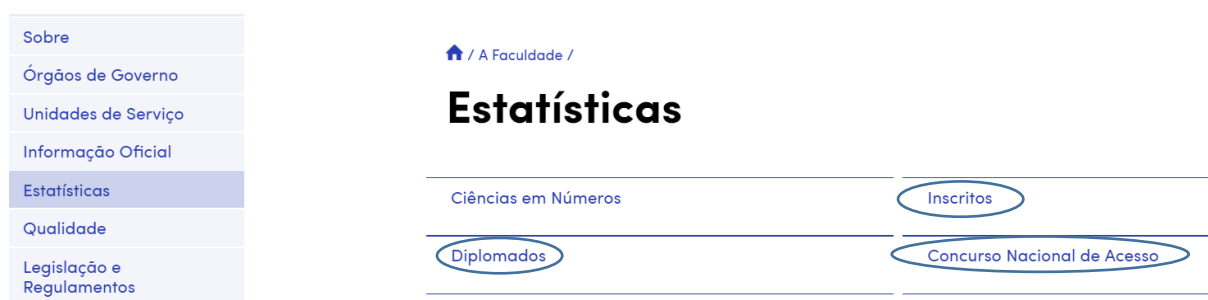 Sobre
Órgãos de Governo
Unidades de Serviço
Informação Oficial
Estatísticas
Qualidade
Legislação e
Regulamentos
/ A Faculdade /
Estatísticas
Ciências em Números
Inscritos
Diplomados
Concurso Nacional de Acesso